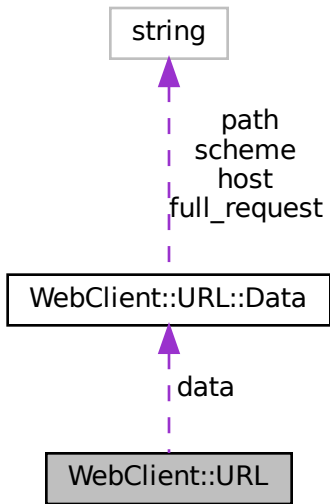 string
path
scheme
host
full_request
WebClient::URL::Data
data
WebClient::URL